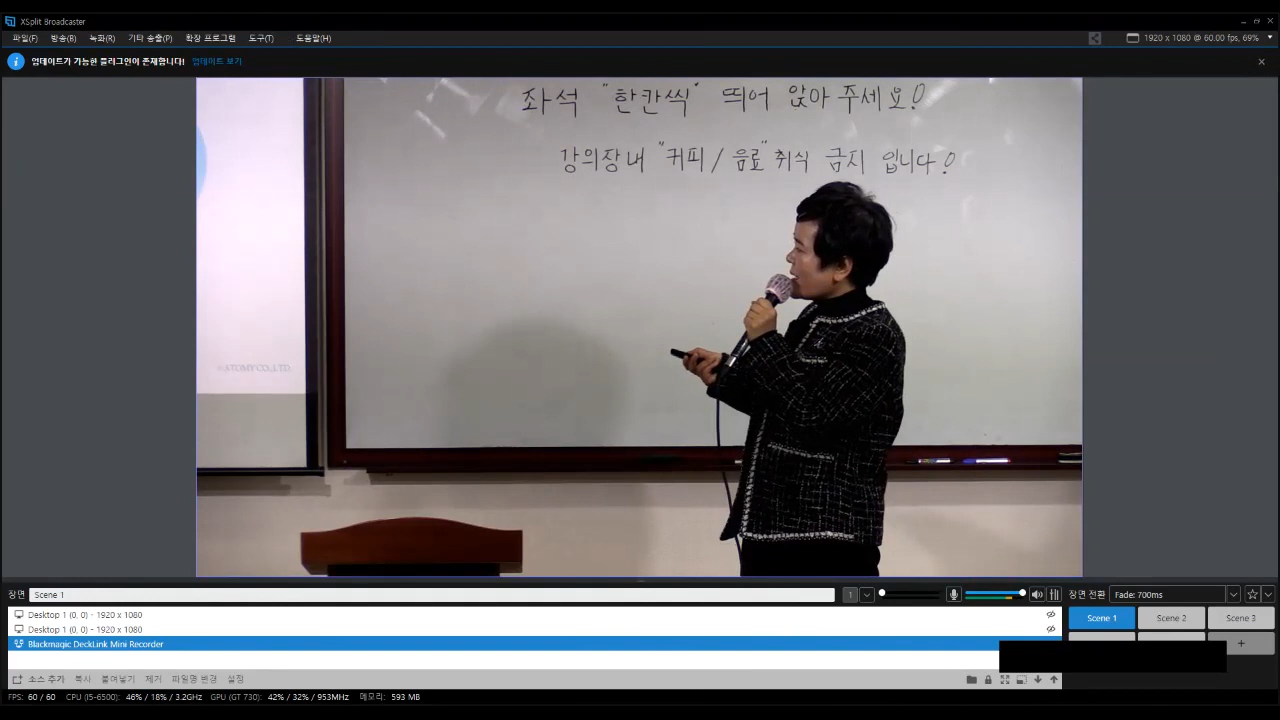 XSplit Broadcaster
파일(F) 방송(B) 녹화(R) 기타 송출(P) 확장 프로그램 도구(T) 도움말(H) 1920 x 1080 @ 60.00 fps, 69%
업데이트가 가능한 플러그인이 존재합니다! 업데이트 보기
좌석 "한칸씩" 띄어 앉아 주세요!
강의장내 "커피/음료" 취식 금지 입니다!
© ATOMY CO., LTD.
장면 Scene 1 1 장면 전환 Fade: 700ms
Desktop 1 (0, 0) - 1920 x 1080 Scene 1 Scene 2 Scene 3
Desktop 1 (0, 0) - 1920 x 1080
Blackmagic DeckLink Mini Recorder
소스 추가 복사 붙여넣기 제거 파일명 변경 설정
FPS: 60 / 60 CPU (I5-6500): 46% / 18% / 3.2GHz GPU (GT 730): 42% / 32% / 953MHz 메모리: 593 MB